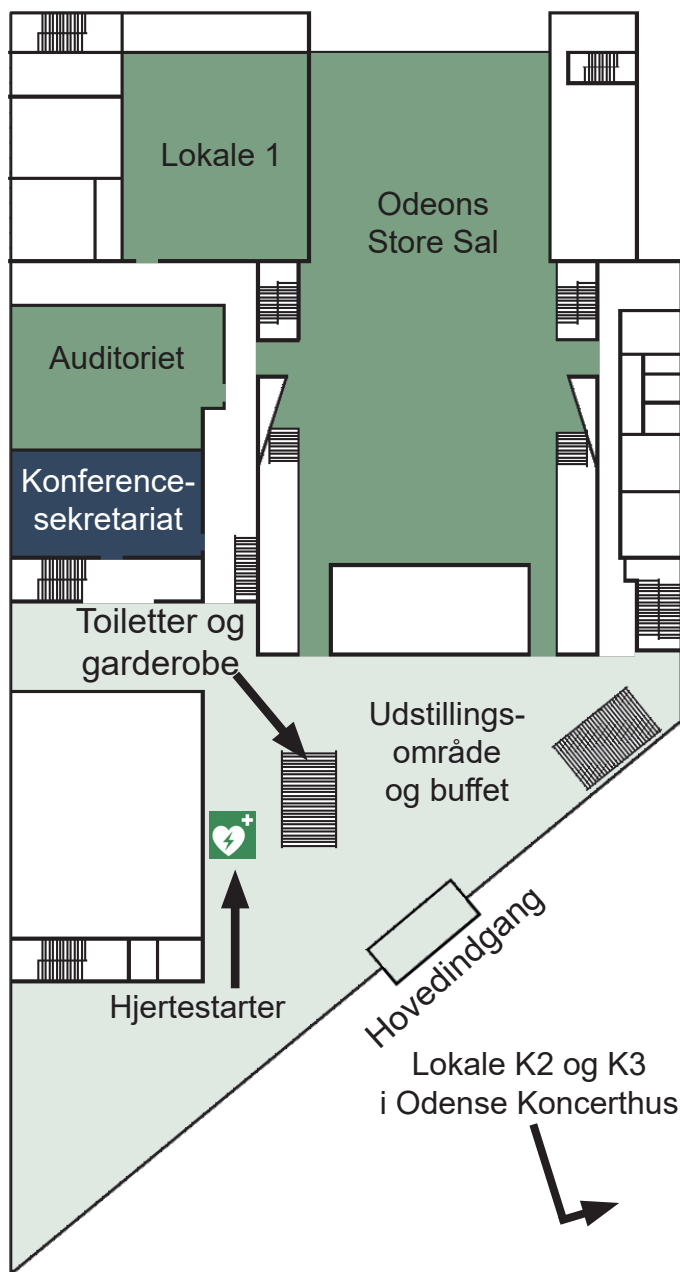 Lokale 1
Odeons
Store Sal
Auditoriet
Konference-
sekretariat
Toiletter og
garderobe
Udstillings-
område
og buffet
Hjertestarter
Hovedindgang
Lokale K2 og K3
i Odense Koncerthus